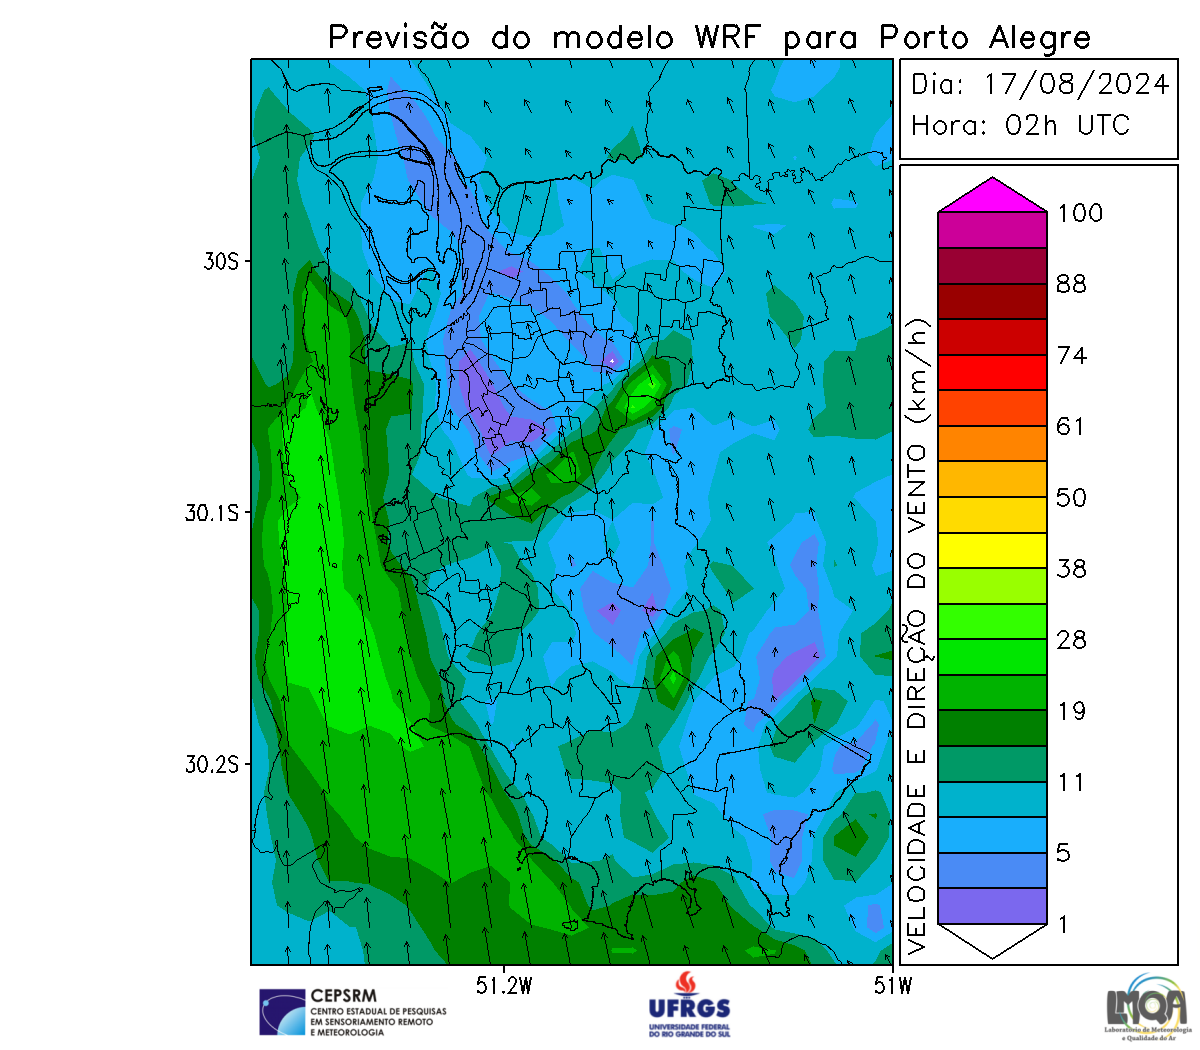 Previsão do modelo WRF para Porto Alegre
Dia: 17/08/2024
Hora: 02h UTC
100
88
74
61
50
38
28
19
11
5
1
VELOCIDADE E DIREÇÃO DO VENTO (km/h)
30S
30.1S
30.2S
51.2W
51W
CEPSRM
CENTRO ESTADUAL DE PESQUISAS
EM SENSORIAMENTO REMOTO
E METEOROLOGIA
UFRGS
UNIVERSIDADE FEDERAL
DO RIO GRANDE DO SUL
LMQA
Laboratório de Meteorologia
e Qualidade do Ar